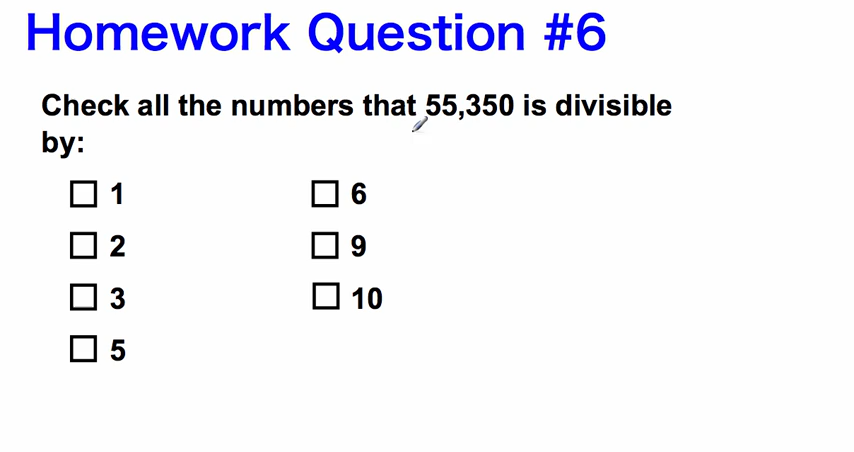 Homework Question #6
Check all the numbers that 55,350 is divisible
by:
1
6
2
9
3
10
5